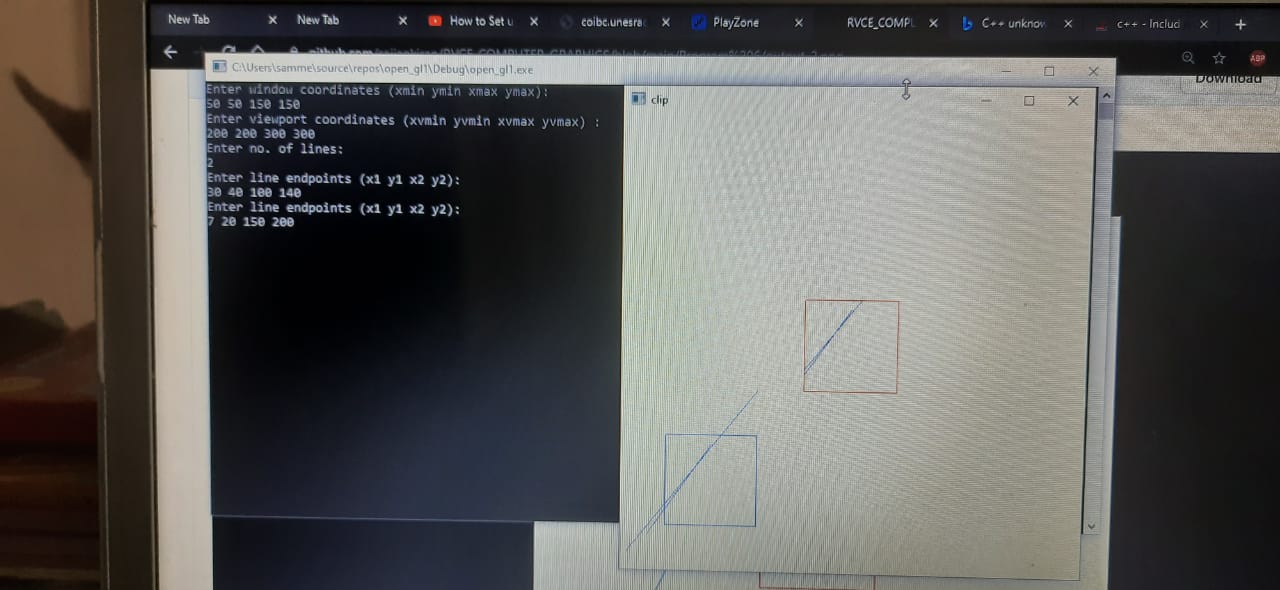 New Tab
New Tab
How to Set u
coibc.unesra
PlayZone
RVCE_COMPL
C++ unknow
c++ - Includ
ABP
Download
C:\Users\samme\source\repos\open_gl1\Debug\open_gl1.exe
Enter window coordinates (xmin ymin xmax ymax):
50 50 150 150
Enter viewport coordinates (xvmin yvmin xvmax yvmax) :
200 200 300 300
Enter no. of lines:
2
Enter line endpoints (x1 y1 x2 y2):
30 40 100 140
Enter line endpoints (x1 y1 x2 y2):
7 20 150 200
clip